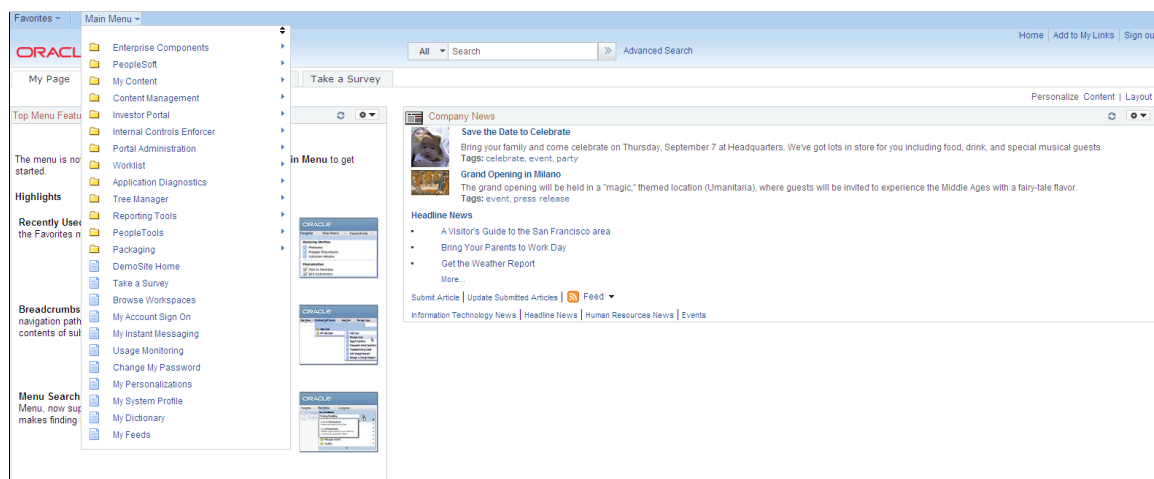 Favorites Main Menu
Home | Add to My Links | Sign ou
ORACL
All Search >> Advanced Search
My Page Take a Survey
Personalize Content | Layout
Enterprise Components
PeopleSoft
My Content
Content Management
Investor Portal
Internal Controls Enforcer
Portal Administration
Worklist
Application Diagnostics
Tree Manager
Reporting Tools
PeopleTools
Packaging
DemoSite Home
Take a Survey
Browse Workspaces
My Account Sign On
My Instant Messaging
Usage Monitoring
Change My Password
My Personalizations
My System Profile
My Dictionary
My Feeds
Top Menu Featu
The menu is no
in Menu to get
started.
Highlights
Recently Used
the Favorites m
Breadcrumbs
navigation path
contents of sub
Menu Search
Menu, now sup
makes finding
ORACLE
ORACLE
ORACLE
Company News
Save the Date to Celebrate
Bring your family and come celebrate on Thursday, September 7 at Headquarters. We've got lots in store for you including food, drink, and special musical guests.
Tags: celebrate, event, party
Grand Opening in Milano
The grand opening will be held in a "magic," themed location (Umanitaria), where guests will be invited to experience the Middle Ages with a fairy-tale flavor.
Tags: event, press release
Headline News
• A Visitor's Guide to the San Francisco area
• Bring Your Parents to Work Day
• Get the Weather Report
More...
Submit Article | Update Submitted Articles | Feed
Information Technology News | Headline News | Human Resources News | Events